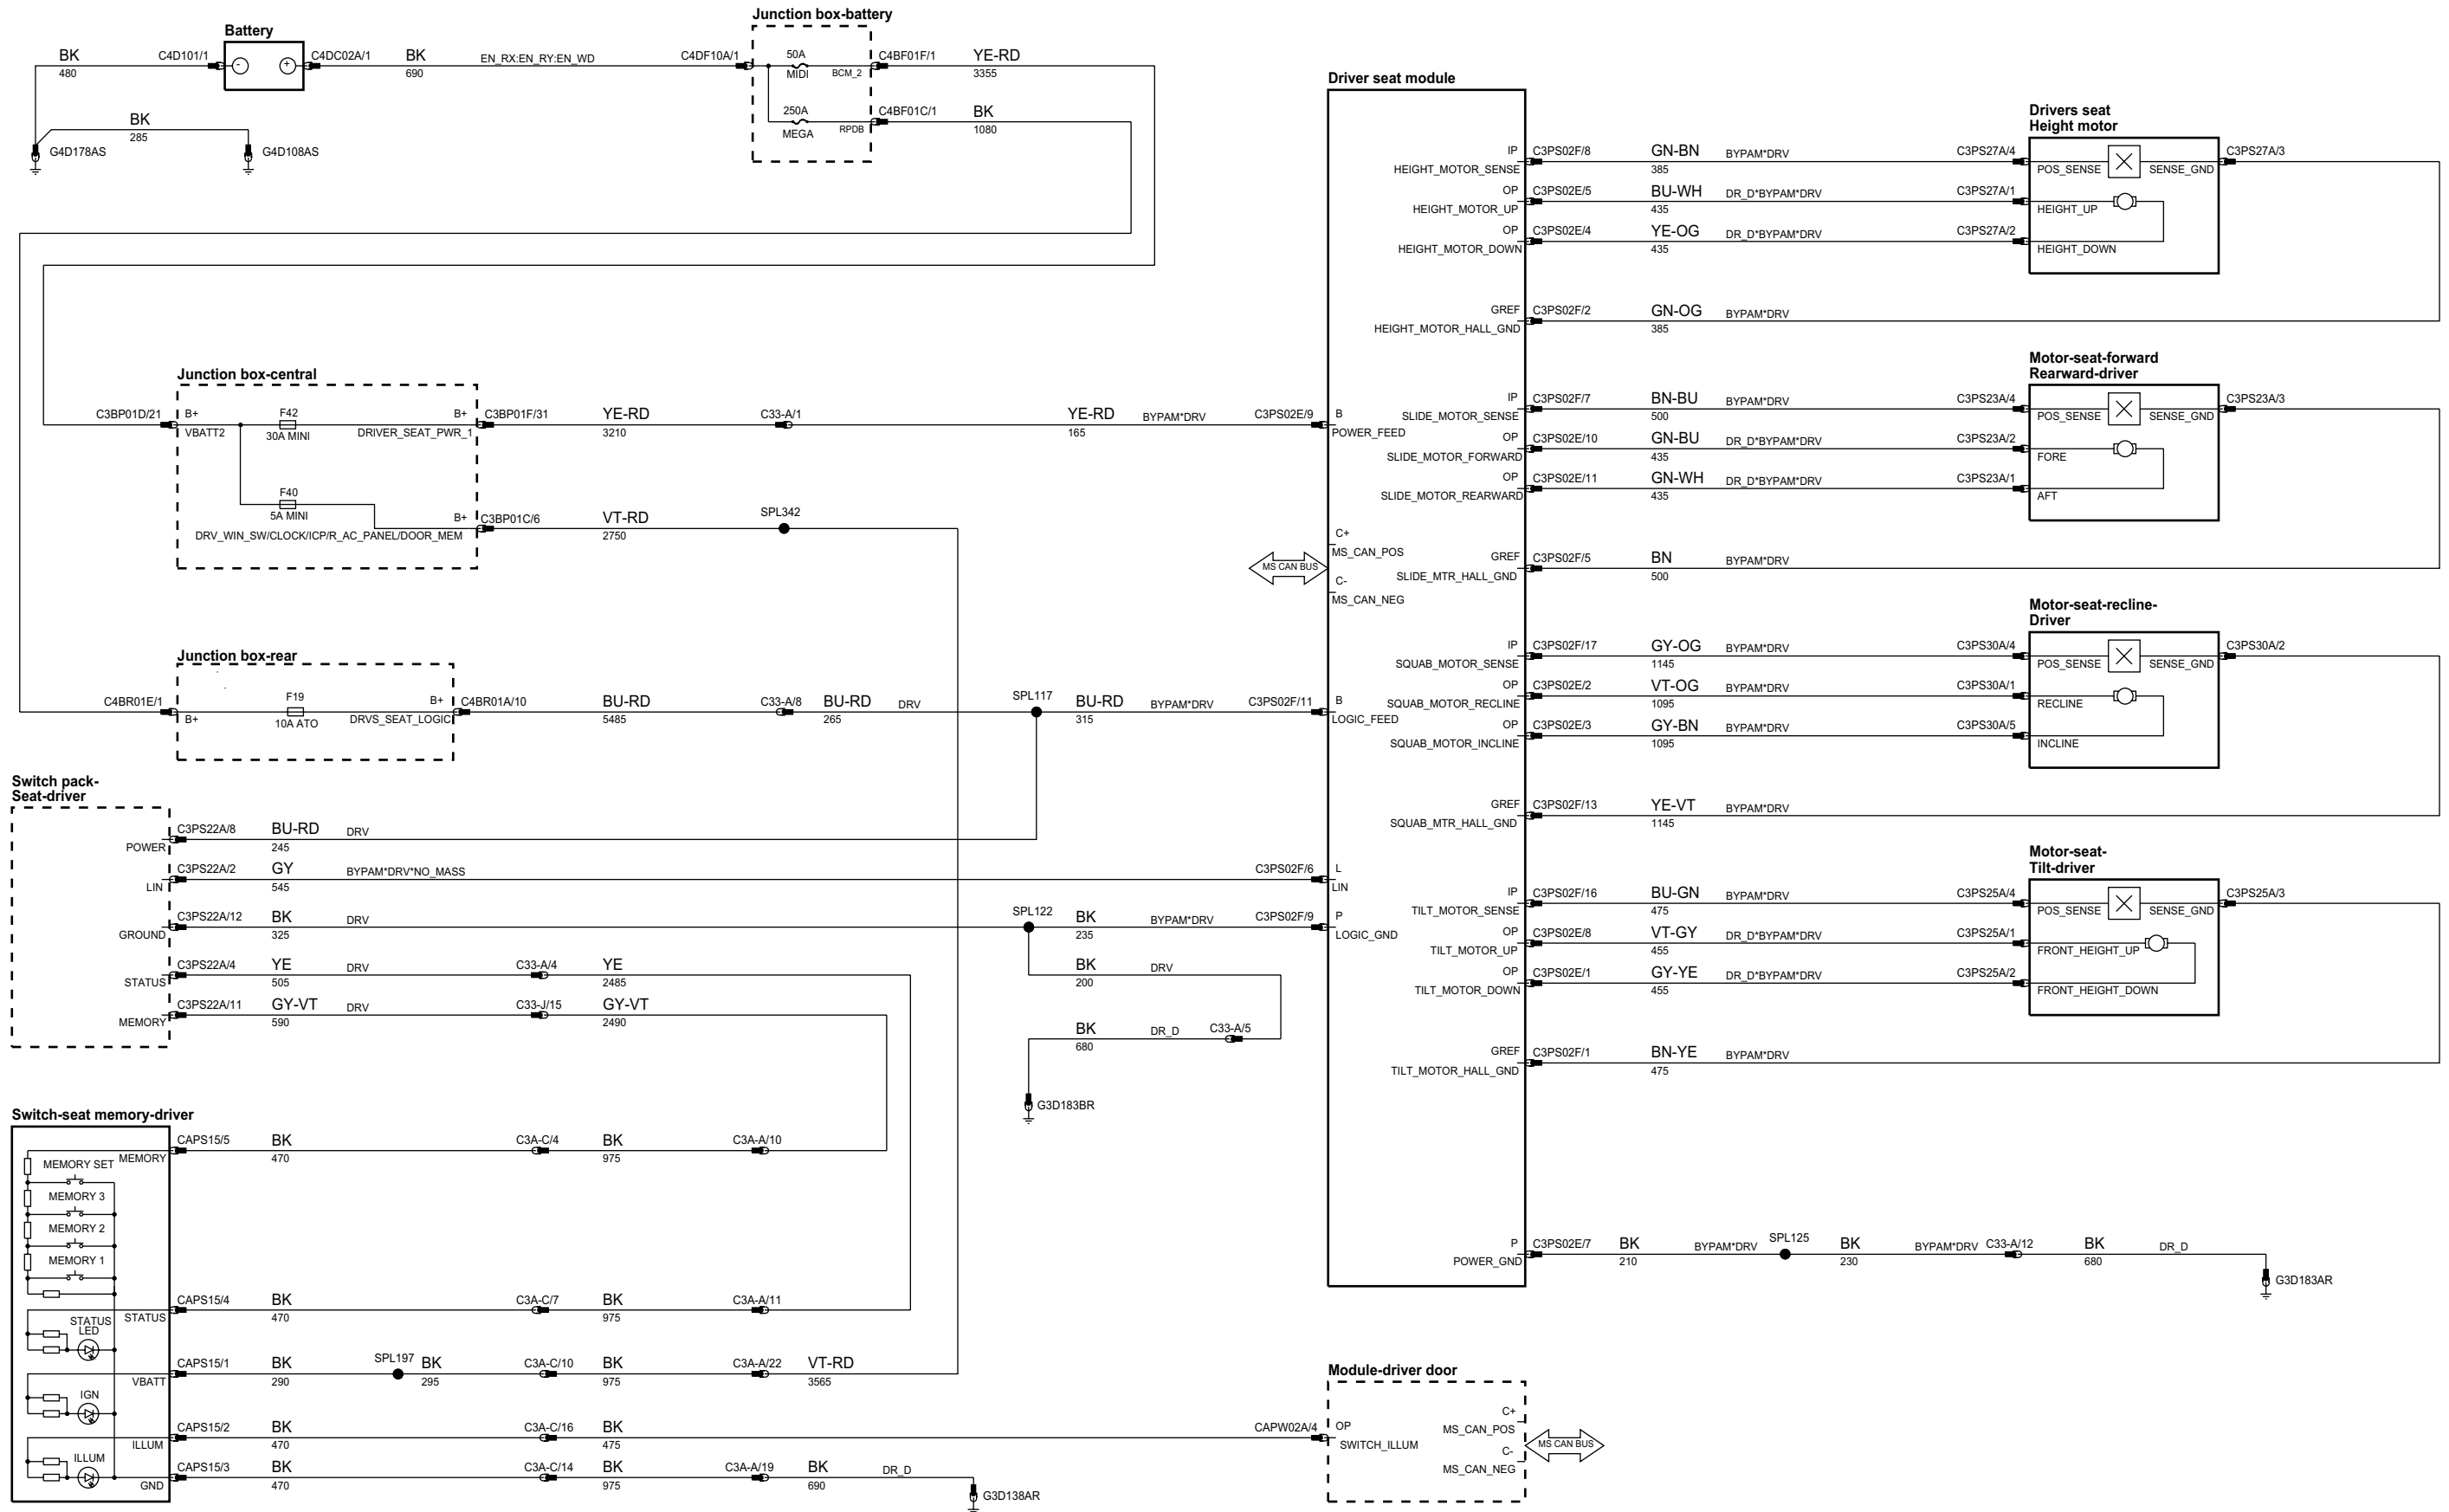 Junction box-battery
Battery
BK
480
C4D101/1
-
+
C4DC02A/1
BK
690
EN_RX:EN_RY:EN_WD
C4DF10A/1
50A
MIDI
BCM_2
C4BF01F/1
YE-RD
3355
250A
MEGA
RPDB
C4BF01C/1
BK
1080
BK
285
G4D178AS
G4D108AS
Junction box-central
C3BP01D/21
B+
VBATT2
F42
30A MINI
B+
DRIVER_SEAT_PWR_1
C3BP01F/31
YE-RD
3210
C33-A/1
YE-RD
165
BYPAM*DRV
C3PS02E/9
F40
5A MINI
B+
DRV_WIN_SW/CLOCK/ICP/R_AC_PANEL/DOOR_MEM
C3BP01C/6
VT-RD
2750
SPL342
Junction box-rear
C4BR01E/1
B+
F19
10A ATO
B+
DRVS_SEAT_LOGIC
C4BR01A/10
BU-RD
5485
C33-A/8
BU-RD
265
DRV
SPL117
BU-RD
315
BYPAM*DRV
C3PS02F/11
Switch pack-
Seat-driver
POWER
C3PS22A/8
BU-RD
245
DRV
LIN
C3PS22A/2
GY
545
BYPAM*DRV*NO_MASS
C3PS02F/6
GROUND
C3PS22A/12
BK
325
DRV
SPL122
BK
235
BYPAM*DRV
C3PS02F/9
STATUS
C3PS22A/4
YE
505
DRV
C33-A/4
YE
2485
BK
200
DRV
MEMORY
C3PS22A/11
GY-VT
590
DRV
C33-J/15
GY-VT
2490
BK
680
DR_D
C33-A/5
G3D183BR
Switch-seat memory-driver
MEMORY
MEMORY SET
MEMORY 3
MEMORY 2
MEMORY 1
CAPS15/5
BK
470
C3A-C/4
BK
975
C3A-A/10
STATUS
STATUS
LED
CAPS15/4
BK
470
C3A-C/7
BK
975
C3A-A/11
VBATT
IGN
CAPS15/1
BK
290
SPL197
BK
295
C3A-C/10
BK
975
C3A-A/22
VT-RD
3565
ILLUM
ILLUM
CAPS15/2
BK
470
C3A-C/16
BK
475
CAPW02A/4
GND
CAPS15/3
BK
470
C3A-C/14
BK
975
C3A-A/19
BK
690
DR_D
G3D138AR
Driver seat module
B
POWER_FEED
C+
MS_CAN_POS
MS CAN BUS
C-
MS_CAN_NEG
B
LOGIC_FEED
L
LIN
P
LOGIC_GND
IP
HEIGHT_MOTOR_SENSE
C3PS02F/8
GN-BN
385
BYPAM*DRV
C3PS27A/4
OP
HEIGHT_MOTOR_UP
C3PS02E/5
BU-WH
435
DR_D*BYPAM*DRV
C3PS27A/1
OP
HEIGHT_MOTOR_DOWN
C3PS02E/4
YE-OG
435
DR_D*BYPAM*DRV
C3PS27A/2
GREF
HEIGHT_MOTOR_HALL_GND
C3PS02F/2
GN-OG
385
BYPAM*DRV
Drivers seat
Height motor
POS_SENSE
SENSE_GND
C3PS27A/3
HEIGHT_UP
HEIGHT_DOWN
IP
SLIDE_MOTOR_SENSE
C3PS02F/7
BN-BU
500
BYPAM*DRV
C3PS23A/4
OP
SLIDE_MOTOR_FORWARD
C3PS02E/10
GN-BU
435
DR_D*BYPAM*DRV
C3PS23A/2
OP
SLIDE_MOTOR_REARWARD
C3PS02E/11
GN-WH
435
DR_D*BYPAM*DRV
C3PS23A/1
GREF
SLIDE_MTR_HALL_GND
C3PS02F/5
BN
500
BYPAM*DRV
Motor-seat-forward
Rearward-driver
POS_SENSE
SENSE_GND
C3PS23A/3
FORE
AFT
IP
SQUAB_MOTOR_SENSE
C3PS02F/17
GY-OG
1145
BYPAM*DRV
C3PS30A/4
OP
SQUAB_MOTOR_RECLINE
C3PS02E/2
VT-OG
1095
BYPAM*DRV
C3PS30A/1
OP
SQUAB_MOTOR_INCLINE
C3PS02E/3
GY-BN
1095
BYPAM*DRV
C3PS30A/5
GREF
SQUAB_MTR_HALL_GND
C3PS02F/13
YE-VT
1145
BYPAM*DRV
Motor-seat-recline-
Driver
POS_SENSE
SENSE_GND
C3PS30A/2
RECLINE
INCLINE
IP
TILT_MOTOR_SENSE
C3PS02F/16
BU-GN
475
BYPAM*DRV
C3PS25A/4
OP
TILT_MOTOR_UP
C3PS02E/8
VT-GY
455
DR_D*BYPAM*DRV
C3PS25A/1
OP
TILT_MOTOR_DOWN
C3PS02E/1
GY-YE
455
DR_D*BYPAM*DRV
C3PS25A/2
GREF
TILT_MOTOR_HALL_GND
C3PS02F/1
BN-YE
475
BYPAM*DRV
Motor-seat-
Tilt-driver
POS_SENSE
SENSE_GND
C3PS25A/3
FRONT_HEIGHT_UP
FRONT_HEIGHT_DOWN
P
POWER_GND
C3PS02E/7
BK
210
BYPAM*DRV
SPL125
BK
230
BYPAM*DRV
C33-A/12
BK
680
DR_D
G3D183AR
Module-driver door
OP
SWITCH_ILLUM
C+
MS_CAN_POS
C-
MS_CAN_NEG
MS CAN BUS